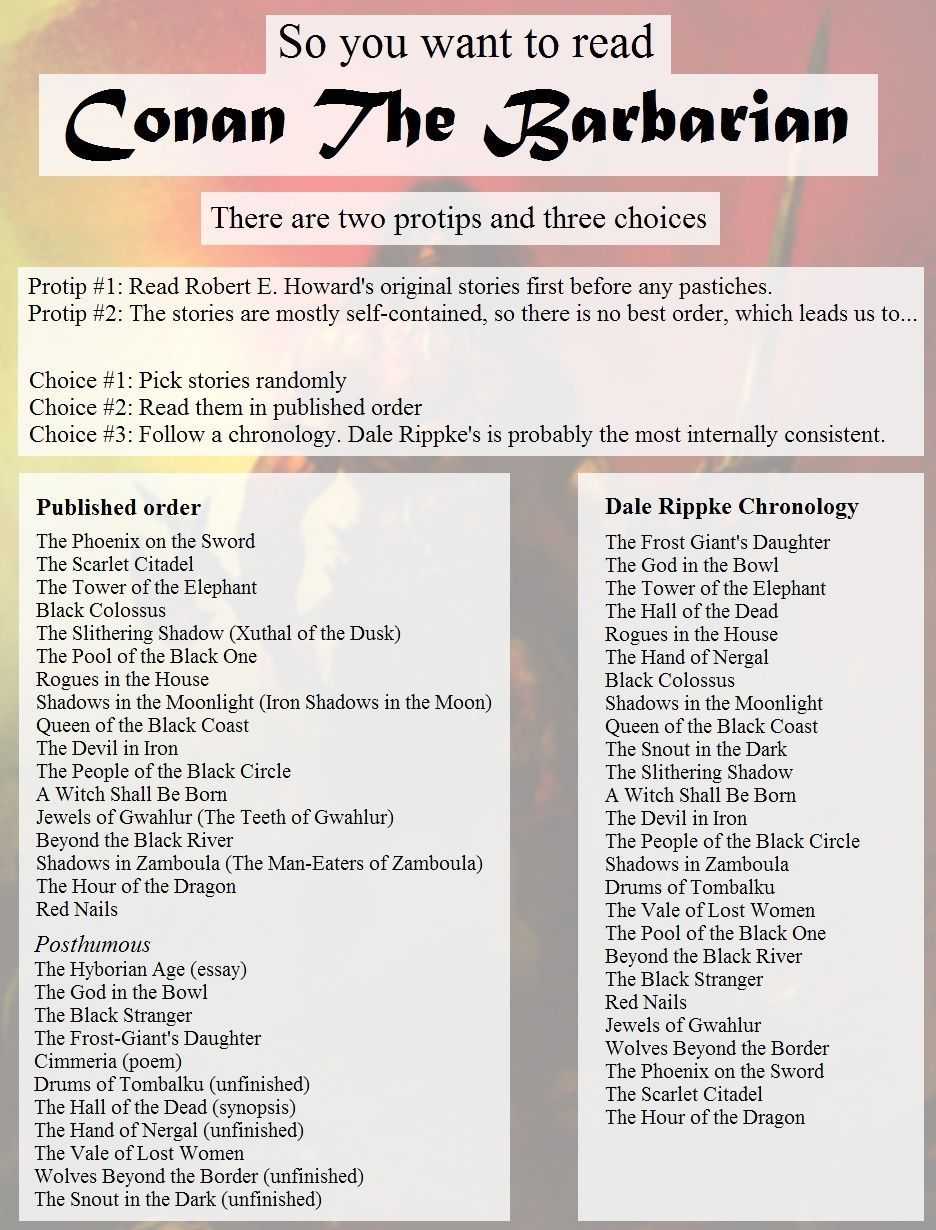 So you want to read
Conan The Barbarian
There are two protips and three choices
Protip #1: Read Robert E. Howard's original stories first before any pastiches.
Protip #2: The stories are mostly self-contained, so there is no best order, which leads us to...
Choice #1: Pick stories randomly
Choice #2: Read them in published order
Choice #3: Follow a chronology. Dale Rippke's is probably the most internally consistent.
Published order
The Phoenix on the Sword
The Scarlet Citadel
The Tower of the Elephant
Black Colossus
The Slithering Shadow (Xuthal of the Dusk)
The Pool of the Black One
Rogues in the House
Shadows in the Moonlight (Iron Shadows in the Moon)
Queen of the Black Coast
The Devil in Iron
The People of the Black Circle
A Witch Shall Be Born
Jewels of Gwahlur (The Teeth of Gwahlur)
Beyond the Black River
Shadows in Zamboula (The Man-Eaters of Zamboula)
The Hour of the Dragon
Red Nails
Posthumous
The Hyborian Age (essay)
The God in the Bowl
The Black Stranger
The Frost-Giant's Daughter
Cimmeria (poem)
Drums of Tombalku (unfinished)
The Hall of the Dead (synopsis)
The Hand of Nergal (unfinished)
The Vale of Lost Women
Wolves Beyond the Border (unfinished)
The Snout in the Dark (unfinished)
Dale Rippke Chronology
The Frost Giant's Daughter
The God in the Bowl
The Tower of the Elephant
The Hall of the Dead
Rogues in the House
The Hand of Nergal
Black Colossus
Shadows in the Moonlight
Queen of the Black Coast
The Snout in the Dark
The Slithering Shadow
A Witch Shall Be Born
The Devil in Iron
The People of the Black Circle
Shadows in Zamboula
Drums of Tombalku
The Vale of Lost Women
The Pool of the Black One
Beyond the Black River
The Black Stranger
Red Nails
Jewels of Gwahlur
Wolves Beyond the Border
The Phoenix on the Sword
The Scarlet Citadel
The Hour of the Dragon